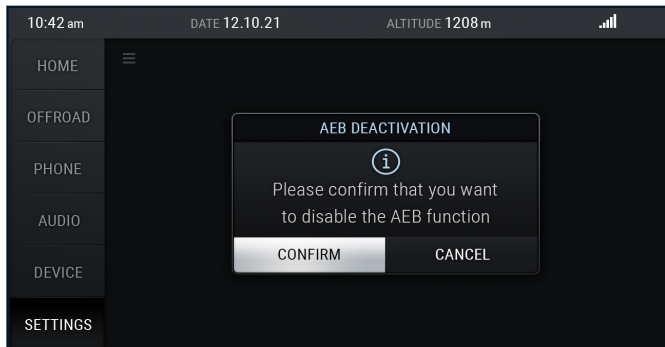 10:42 am DATE 12.10.21 ALTITUDE 1208 m
HOME
OFFROAD
PHONE
AUDIO
DEVICE
SETTINGS
AEB DEACTIVATION
i
Please confirm that you want
to disable the AEB function
CONFIRM CANCEL